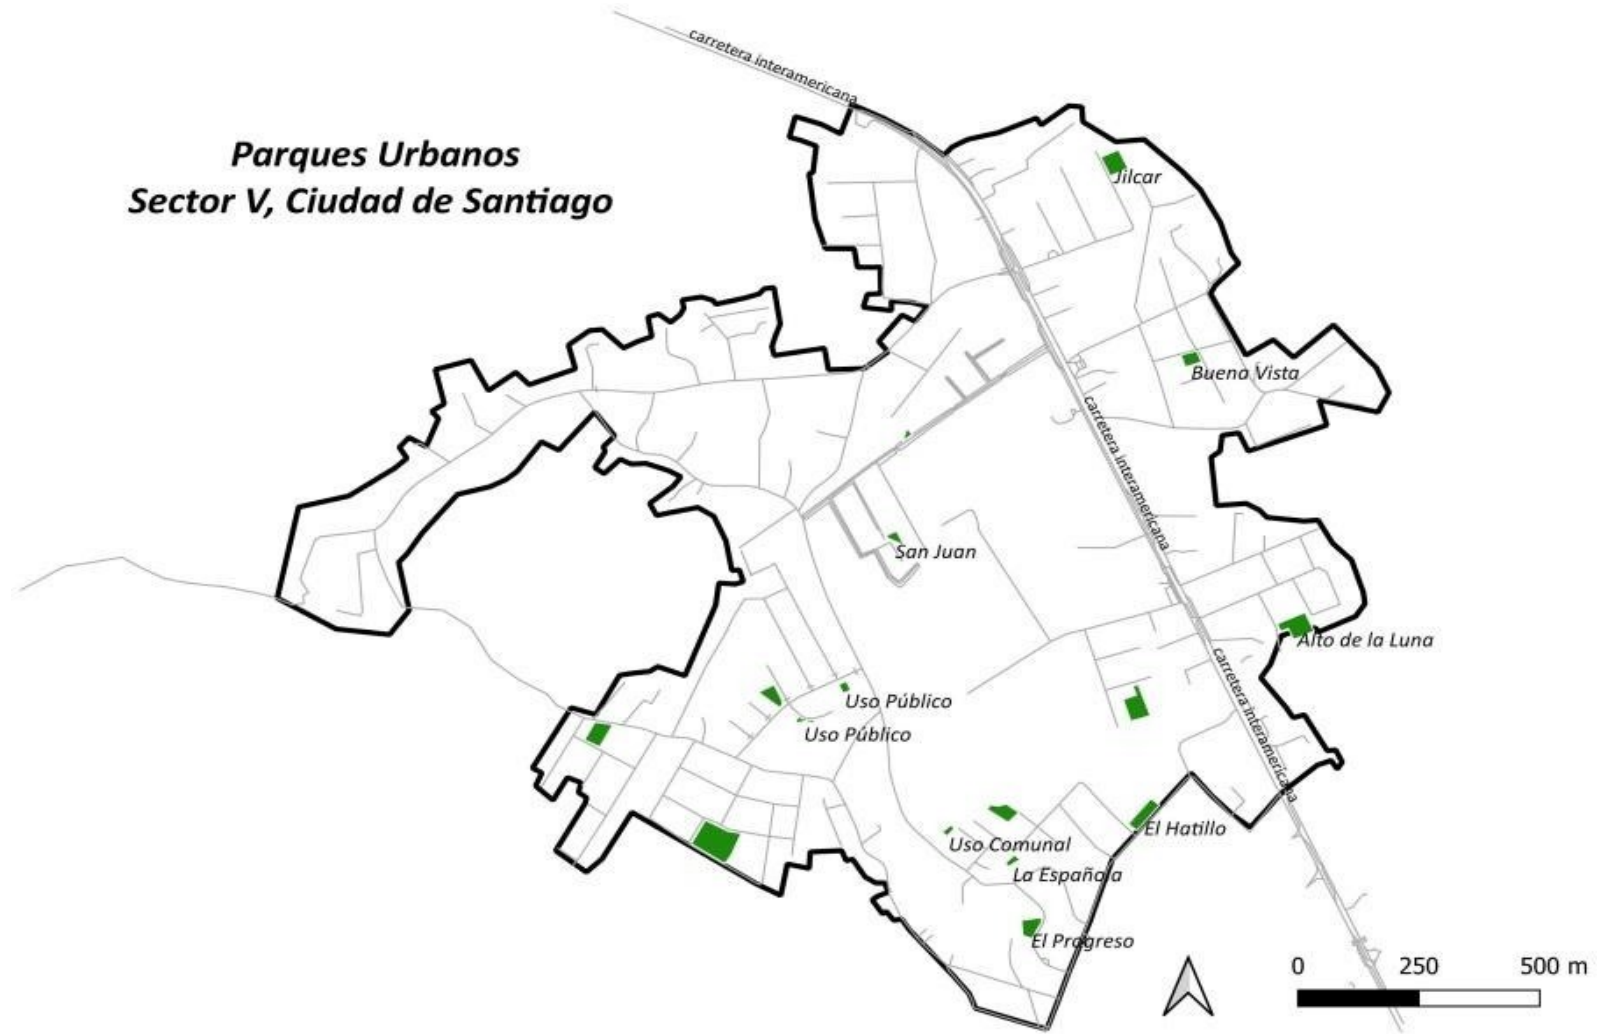 carretera interamericana
Parques Urbanos
Sector V, Ciudad de Santiago
Jilcar
Buena Vista
carretera interamericana
San Juan
Alto de la Luna
carretera interamericana
Uso Público
Uso Público
El Hatillo
Uso Comunal
La Española
El Progreso
0 250 500 m